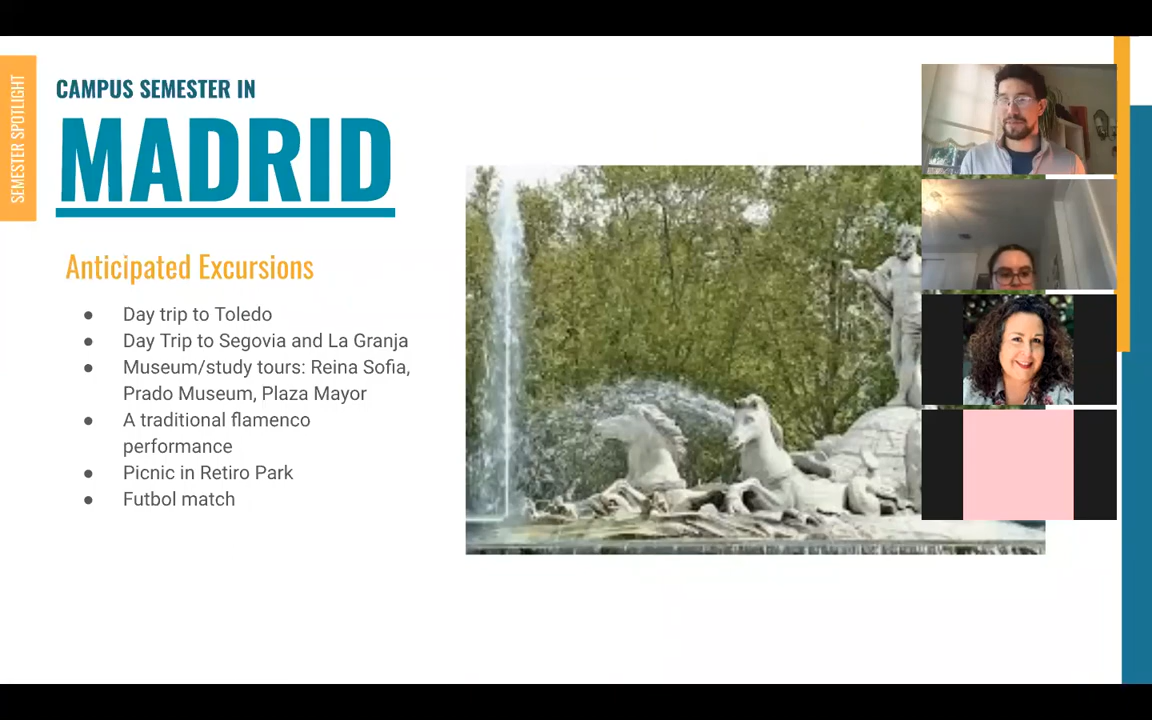 SEMESTER SPOTLIGHT
CAMPUS SEMESTER IN
MADRID
Anticipated Excursions
● Day trip to Toledo
● Day Trip to Segovia and La Granja
● Museum/study tours: Reina Sofia,
Prado Museum, Plaza Mayor
● A traditional flamenco
performance
● Picnic in Retiro Park
● Futbol match